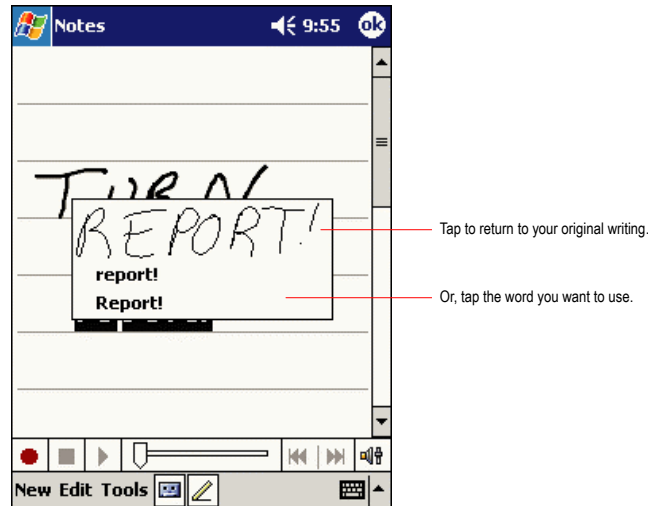 Notes 9:55 ok
TURN
REPORT!
Tap to return to your original writing.
report!
Report!
Or, tap the word you want to use.
New Edit Tools